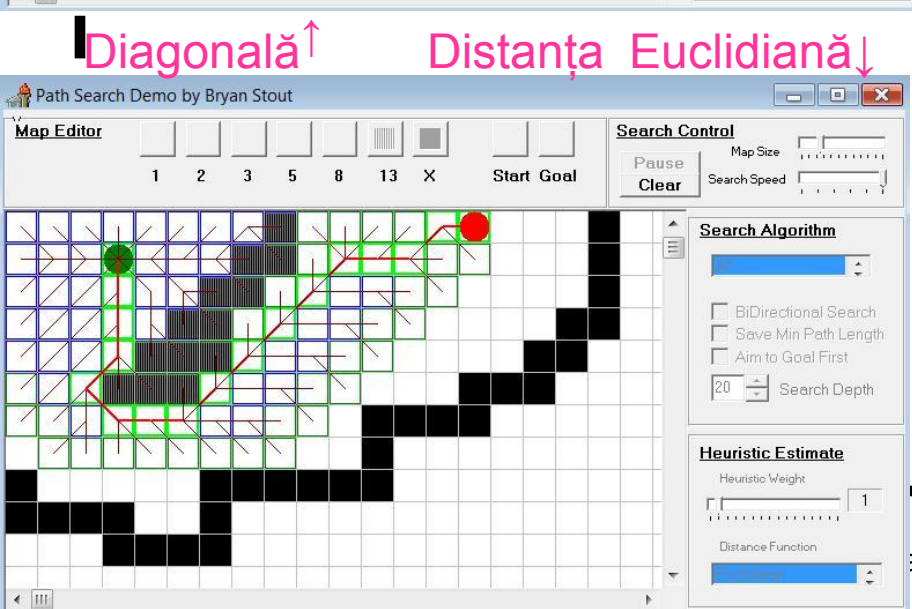 Diagonală↑ Distanța Euclidiană↓
Path Search Demo by Bryan Stout
Map Editor
1 2 3 5 8 13 X Start Goal
Search Control
Pause
Clear
Map Size
Search Speed
Search Algorithm
BiDirectional Search
Save Min Path Length
Aim to Goal First
20 Search Depth
Heuristic Estimate
Heuristic Weight
1
Distance Function